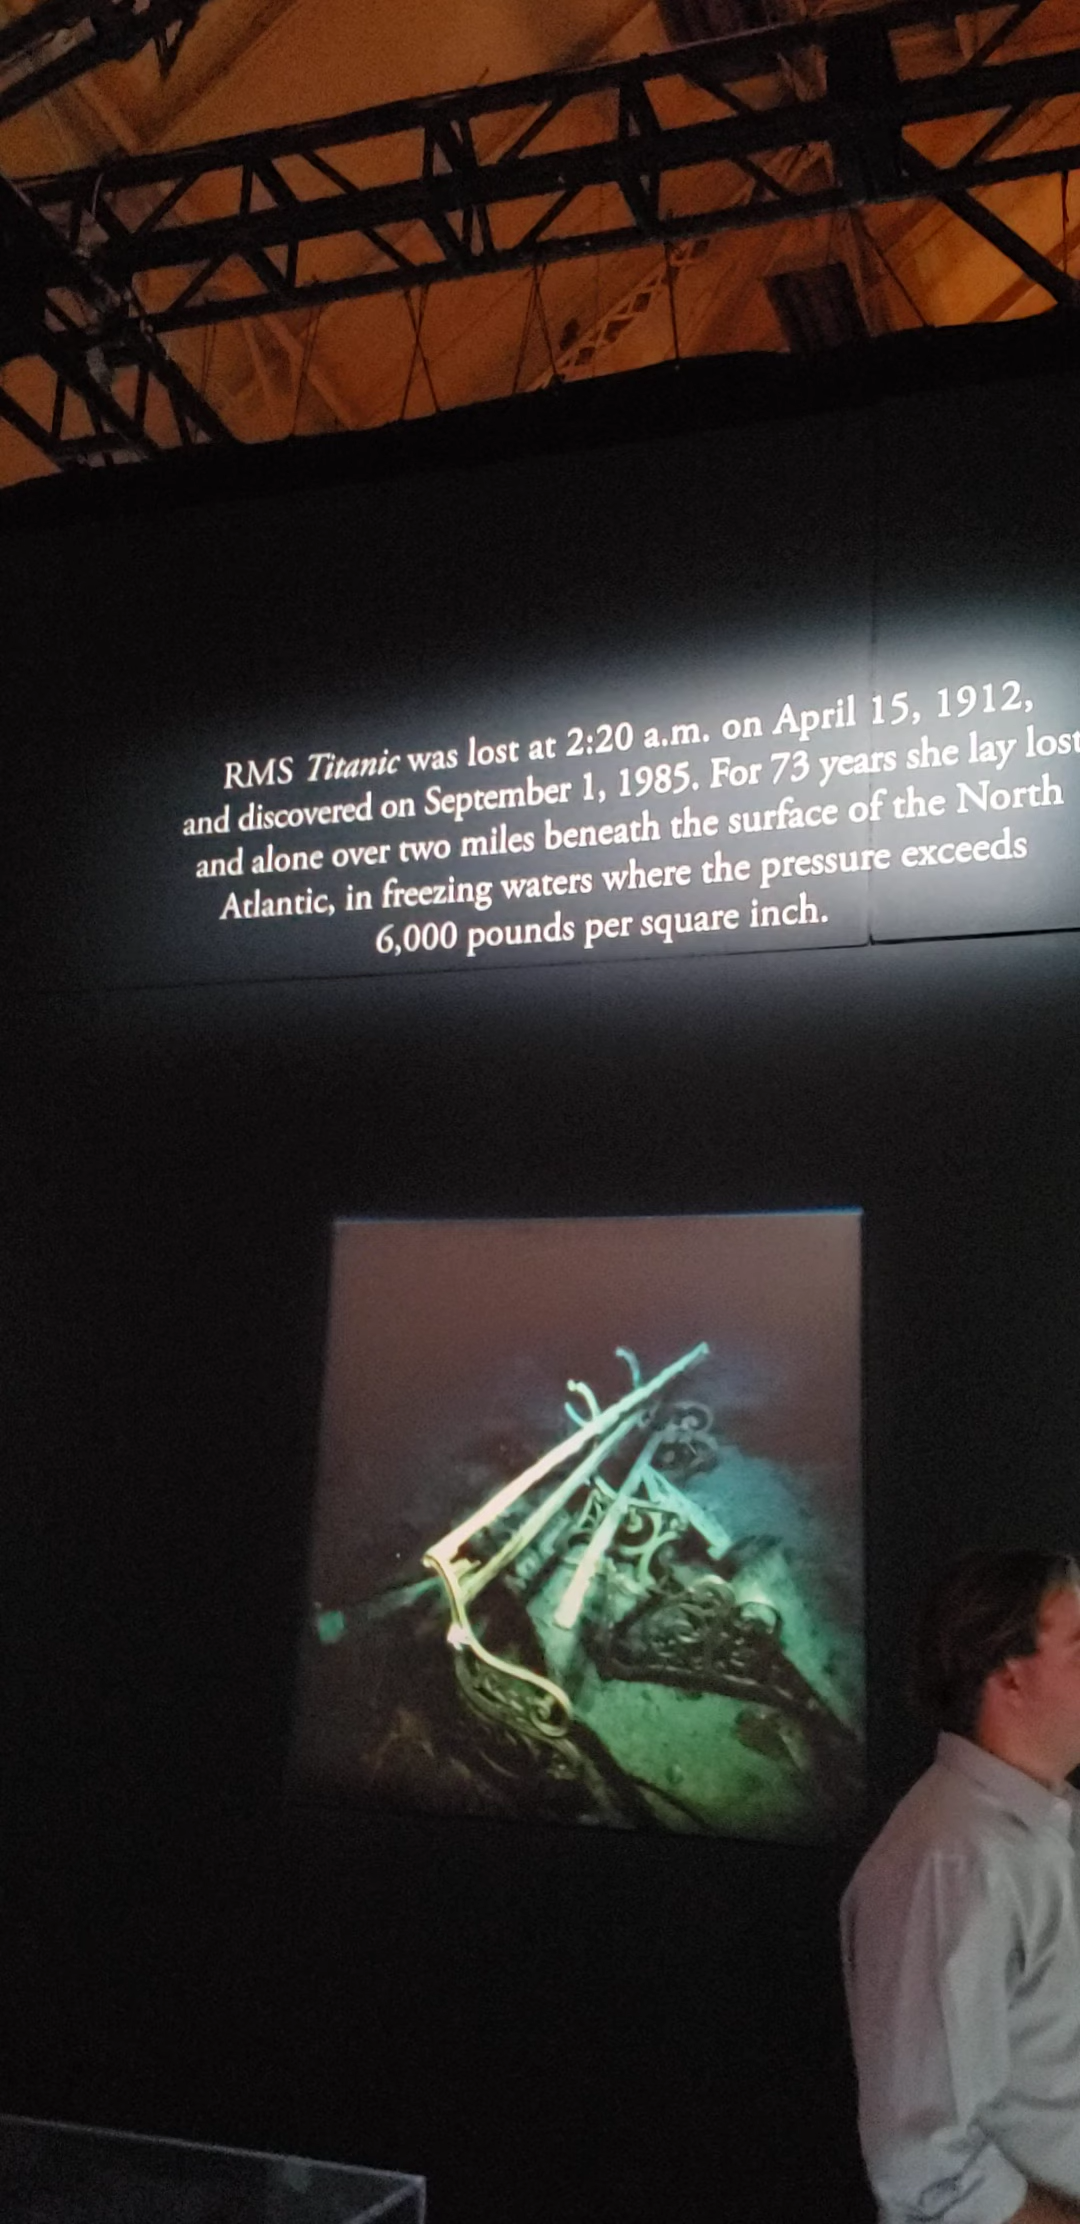 RMS Titanic was lost at 2:20 a.m. on April 15, 1912,
and discovered on September 1, 1985. For 73 years she lay lost
and alone over two miles beneath the surface of the North
Atlantic, in freezing waters where the pressure exceeds
6,000 pounds per square inch.